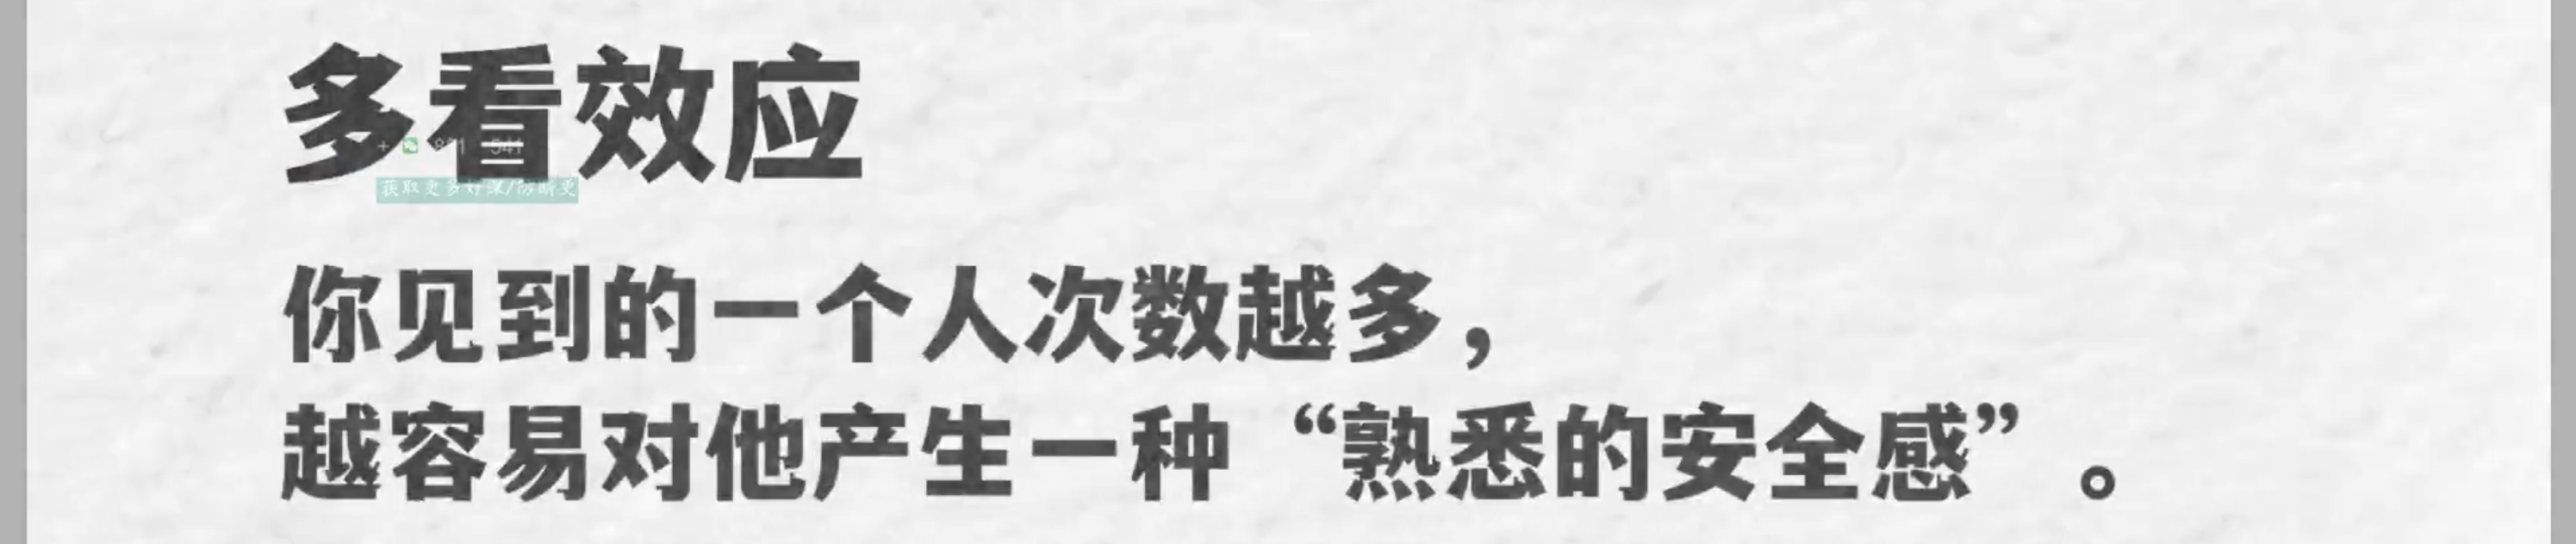 多看效应
获取更多好课/防断更
你见到的一个人次数越多，
越容易对他产生一种“熟悉的安全感”。